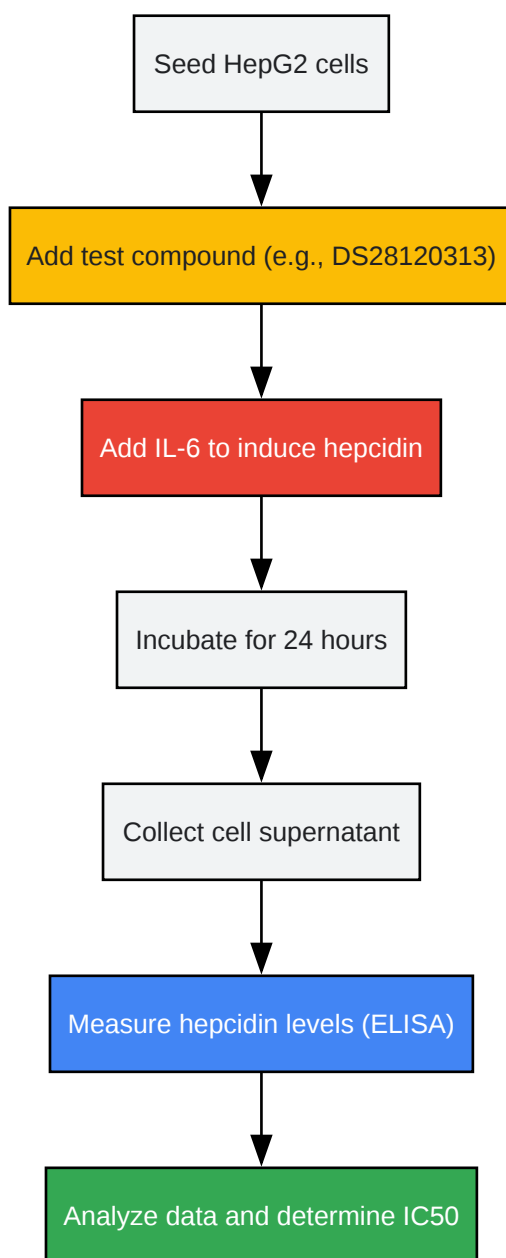 Seed HepG2 cells
Add test compound (e.g., DS28120313)
Add IL-6 to induce hepcidin
Incubate for 24 hours
Collect cell supernatant
Measure hepcidin levels (ELISA)
Analyze data and determine IC50